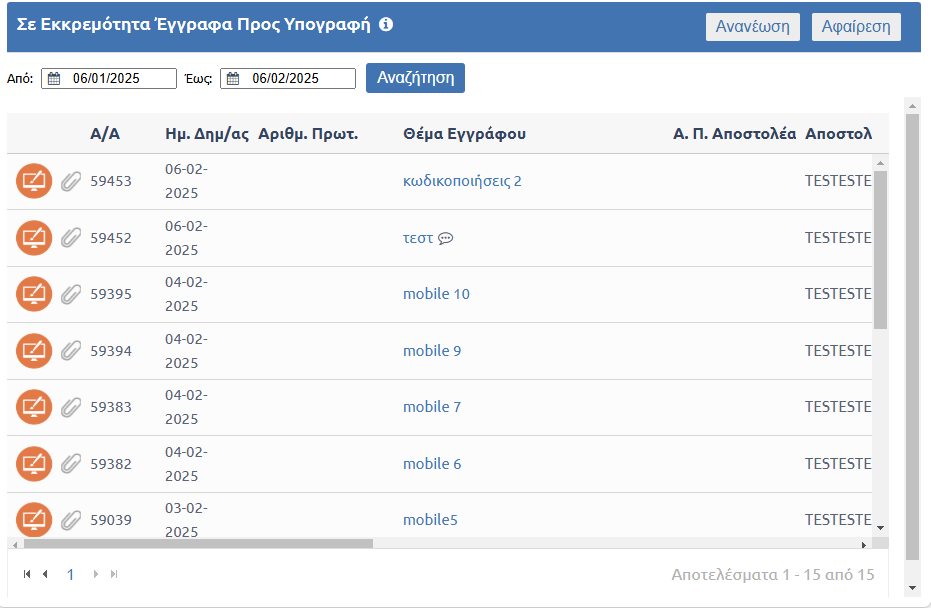 Σε Εκκρεμότητα Έγγραφα Προς Υπογραφή Ανανέωση Αφαίρεση
Από: 06/01/2025 Έως: 06/02/2025 Αναζήτηση
Α/Α Ημ. Δημ/ας Αριθμ. Πρωτ. Θέμα Εγγράφου Α. Π. Αποστολέα Αποστολ
59453 06-02-2025 κωδικοποιήσεις 2 TESTESTE
59452 06-02-2025 τεστ TESTESTE
59395 04-02-2025 mobile 10 TESTESTE
59394 04-02-2025 mobile 9 TESTESTE
59383 04-02-2025 mobile 7 TESTESTE
59382 04-02-2025 mobile 6 TESTESTE
59039 03-02-2025 mobile5 TESTESTE
1 Αποτελέσματα 1 - 15 από 15